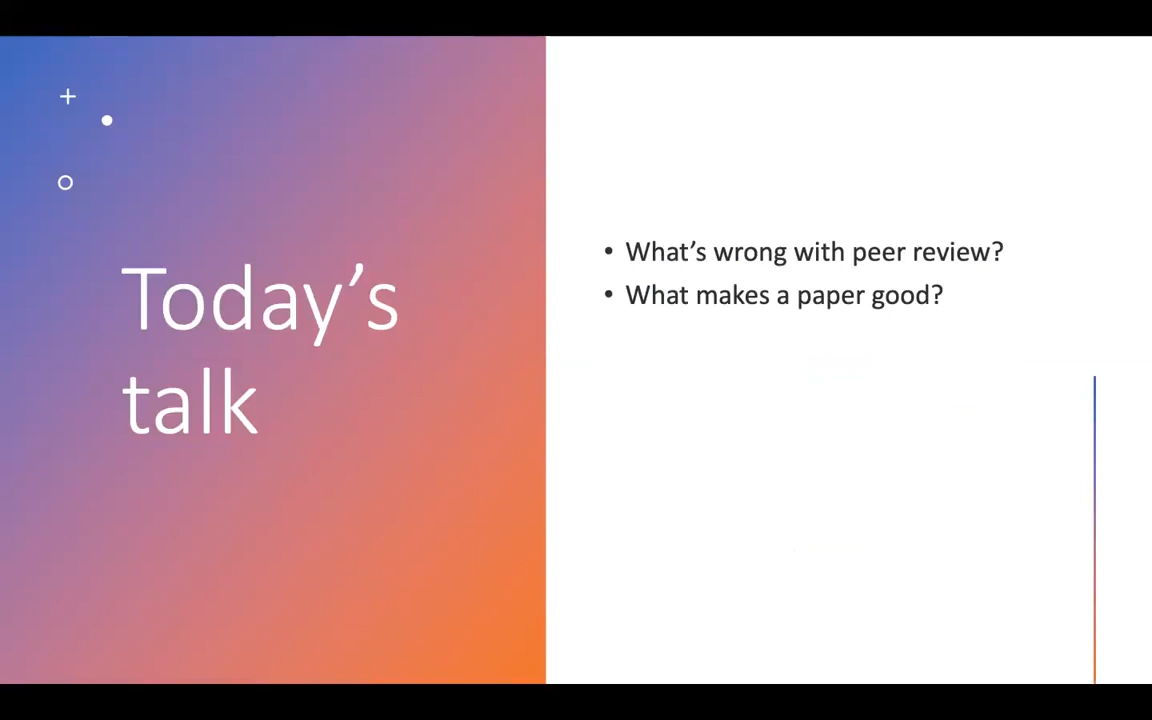 Today’s
talk
• What’s wrong with peer review?
• What makes a paper good?